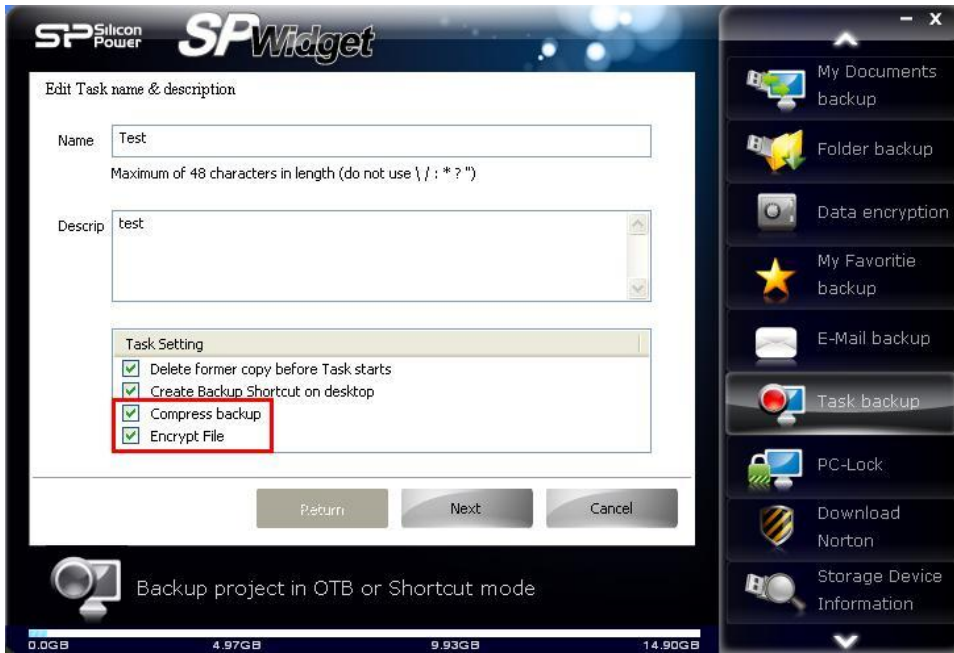 SP Silicon Power
SPWidget
Edit Task name & description
Name
Test
Maximum of 48 characters in length (do not use \ / : * ? ")
Descrip
test
Task Setting
Delete former copy before Task starts
Create Backup Shortcut on desktop
Compress backup
Encrypt File
Return
Next
Cancel
Backup project in OTB or Shortcut mode
0.0GB
4.97GB
9.93GB
14.90GB
- X
My Documents
backup
Folder backup
Data encryption
My Favoritie
backup
E-Mail backup
Task backup
PC-Lock
Download
Norton
Storage Device
Information